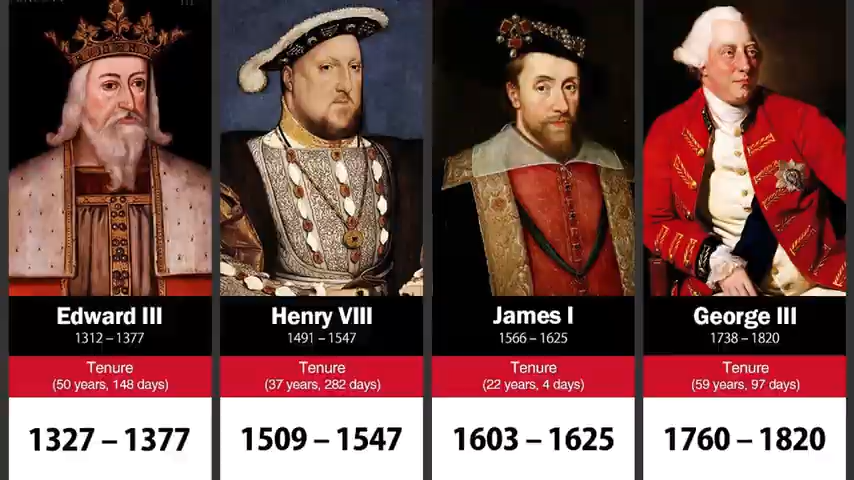 Edward III
1312 – 1377
Tenure
(50 years, 148 days)
1327 – 1377
Henry VIII
1491 – 1547
Tenure
(37 years, 282 days)
1509 – 1547
James I
1566 – 1625
Tenure
(22 years, 4 days)
1603 – 1625
George III
1738 – 1820
Tenure
(59 years, 97 days)
1760 – 1820